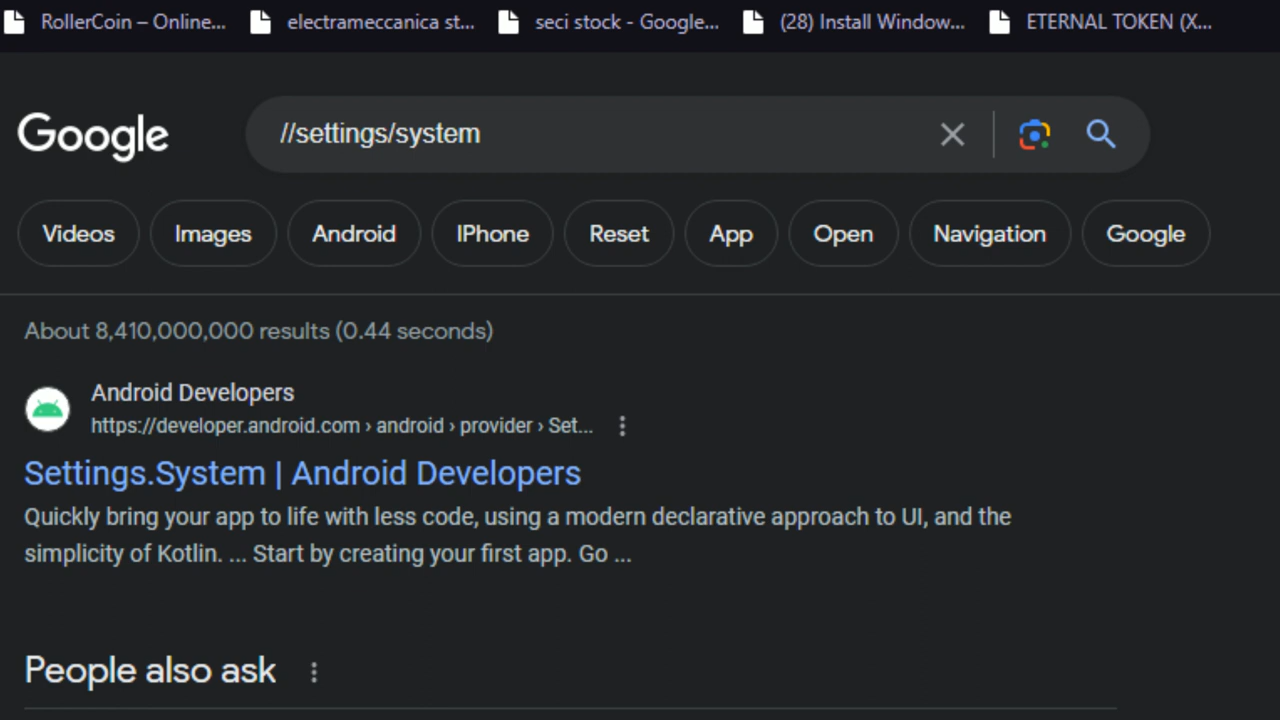 RollerCoin – Online... electrameccanica st... seci stock - Google... (28) Install Window... ETERNAL TOKEN (X...
Google //settings/system
Videos Images Android IPhone Reset App Open Navigation Google
About 8,410,000,000 results (0.44 seconds)
Android Developers
https://developer.android.com › android › provider › Set...
Settings.System | Android Developers
Quickly bring your app to life with less code, using a modern declarative approach to UI, and the
simplicity of Kotlin. ... Start by creating your first app. Go ...
People also ask